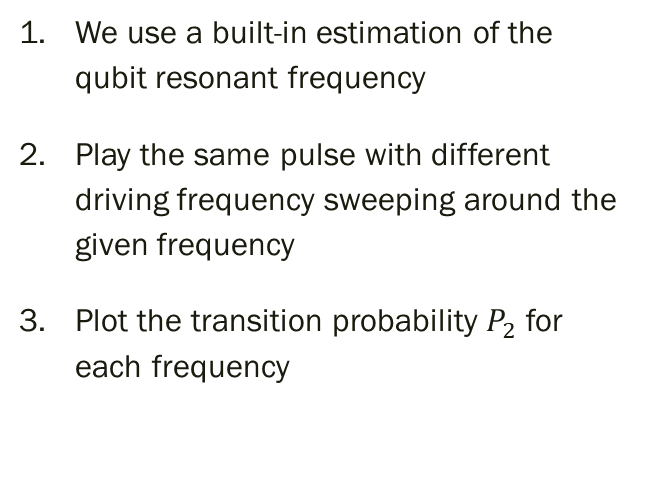 1. We use a built-in estimation of the
qubit resonant frequency
2. Play the same pulse with different
driving frequency sweeping around the
given frequency
3. Plot the transition probability P₂ for
each frequency